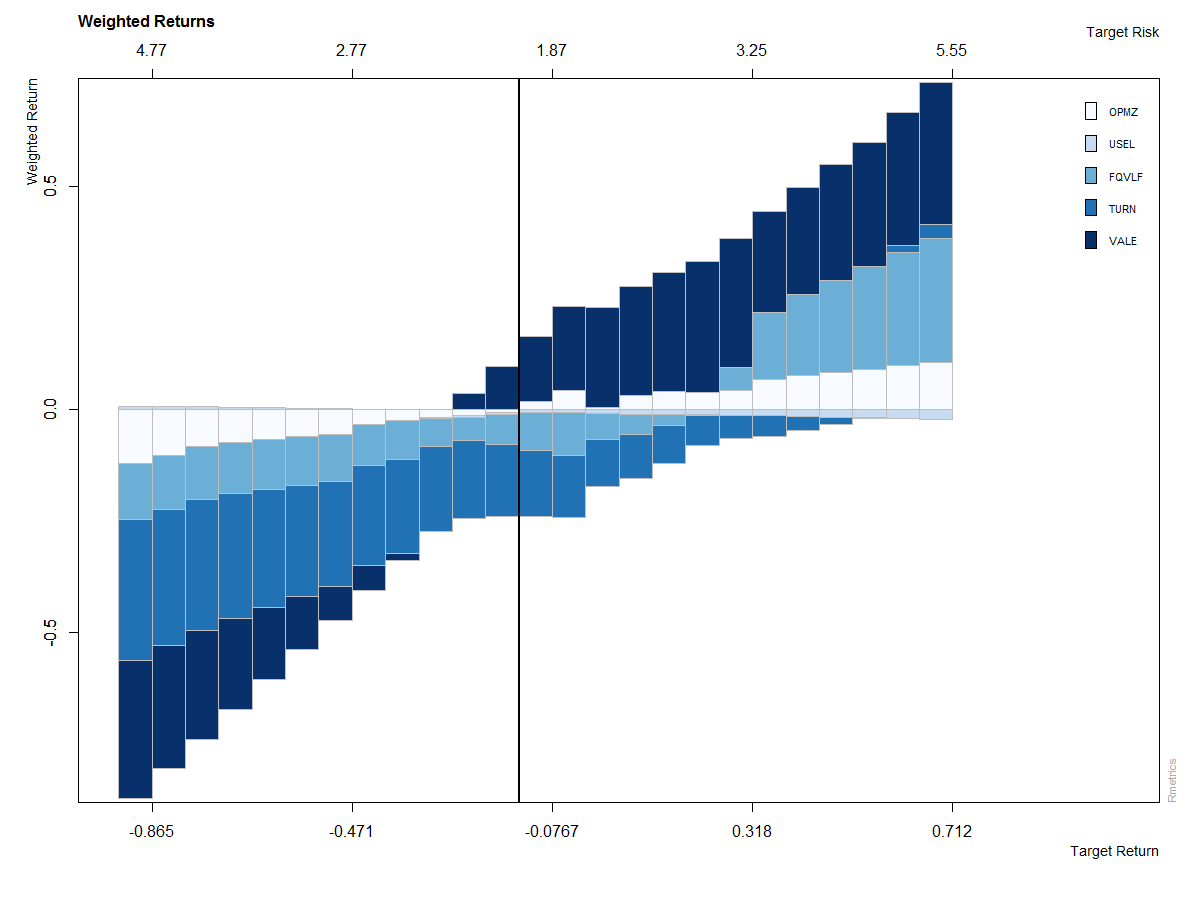 Weighted Returns
Target Risk
4.77 2.77 1.87 3.25 5.55
Weighted Return
0.5
0.0
-0.5
OPMZ
USEL
FQVLF
TURN
VALE
Rmetrics
-0.865 -0.471 -0.0767 0.318 0.712
Target Return